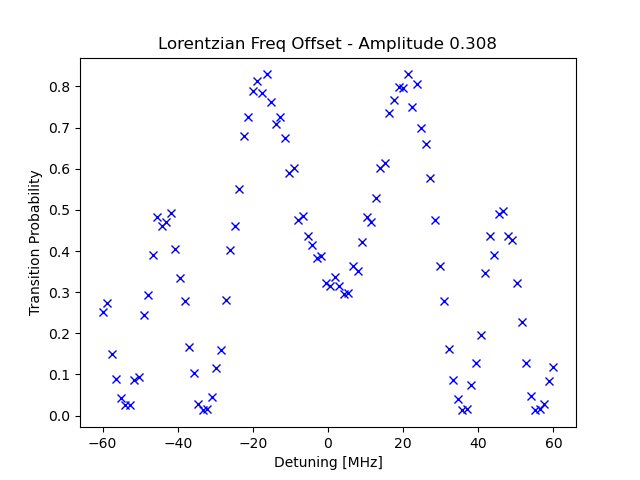 Lorentzian Freq Offset - Amplitude 0.308
Transition Probability
0.8
0.7
0.6
0.5
0.4
0.3
0.2
0.1
0.0
−60 −40 −20 0 20 40 60
Detuning [MHz]